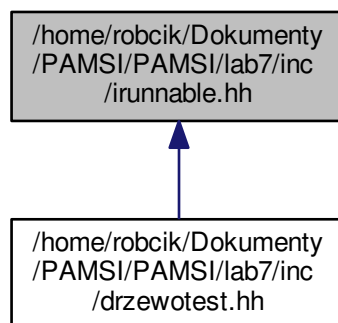 /home/robcik/Dokumenty
/PAMSI/PAMSI/lab7/inc
/irunnable.hh
/home/robcik/Dokumenty
/PAMSI/PAMSI/lab7/inc
/drzewotest.hh